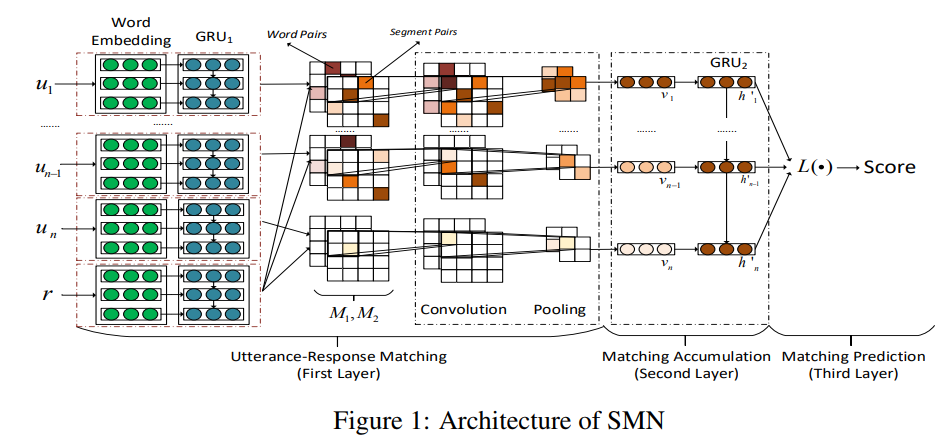 Word Embedding
GRU1
Word Pairs
Segment Pairs
GRU2
u1
.......
.......
.......
.......
.......
.......
.......
un−1
un
r
v1
h'1
vn−1
h'n−1
vn
h'n
L(•)
Score
M1, M2
Convolution
Pooling
Utterance-Response Matching
(First Layer)
Matching Accumulation
(Second Layer)
Matching Prediction
(Third Layer)
Figure 1: Architecture of SMN